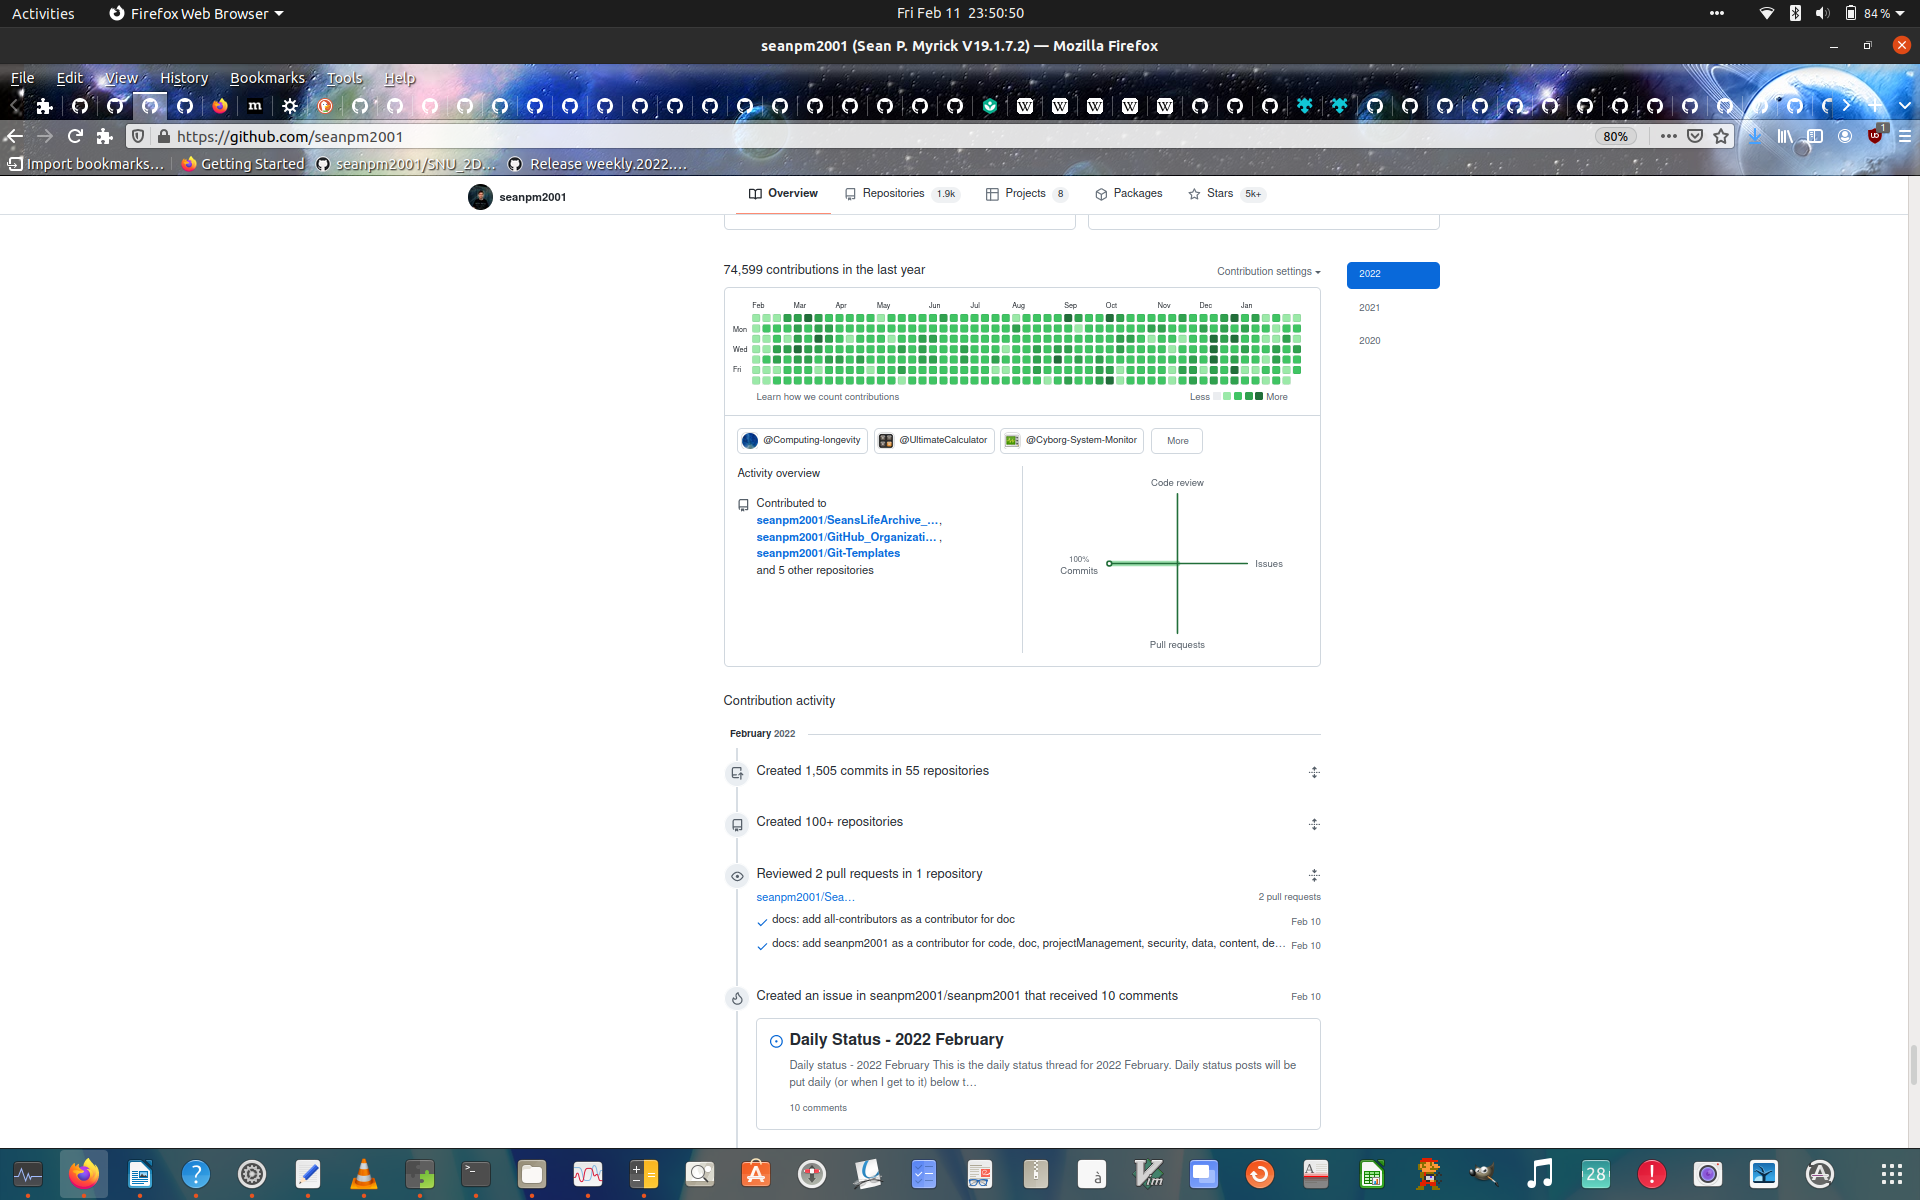 Activities
Firefox Web Browser
Fri Feb 11 23:50:50
84 %
seanpm2001 (Sean P. Myrick V19.1.7.2) — Mozilla Firefox
File Edit View History Bookmarks Tools Help
https://github.com/seanpm2001
80%
1
Import bookmarks...
Getting Started
seanpm2001/SNU_2D...
Release weekly.2022....
seanpm2001
Overview
Repositories 1.9k
Projects 8
Packages
Stars 5k+
74,599 contributions in the last year
Contribution settings
2022
2021
2020
Feb Mar Apr May Jun Jul Aug Sep Oct Nov Dec Jan
Mon
Wed
Fri
Learn how we count contributions
Less More
@Computing-longevity
@UltimateCalculator
@Cyborg-System-Monitor
More
Activity overview
Contributed to
seanpm2001/SeansLifeArchive_...,
seanpm2001/GitHub_Organizati... ,
seanpm2001/Git-Templates
and 5 other repositories
Code review
100%
Commits
Issues
Pull requests
Contribution activity
February 2022
Created 1,505 commits in 55 repositories
Created 100+ repositories
Reviewed 2 pull requests in 1 repository
seanpm2001/Sea...
2 pull requests
docs: add all-contributors as a contributor for doc
Feb 10
docs: add seanpm2001 as a contributor for code, doc, projectManagement, security, data, content, de...
Feb 10
Created an issue in seanpm2001/seanpm2001 that received 10 comments
Feb 10
Daily Status - 2022 February
Daily status - 2022 February This is the daily status thread for 2022 February. Daily status posts will be
put daily (or when I get to it) below t...
10 comments
28